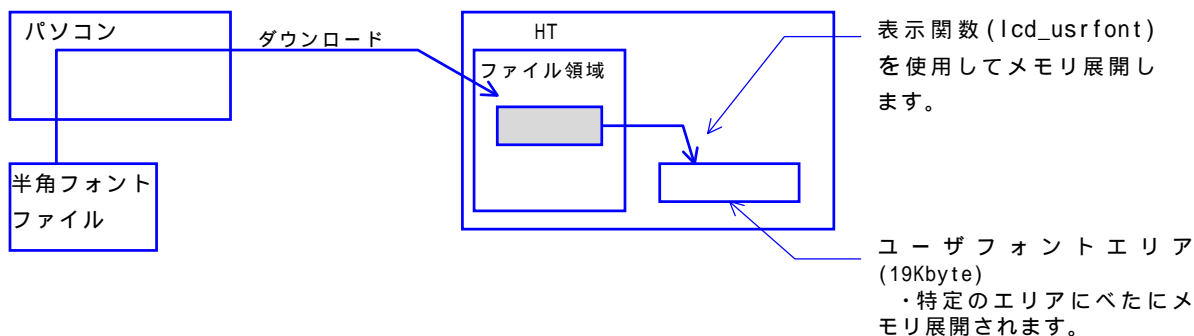 パソコン
ダウンロード
半角フォント
ファイル
HT
ファイル領域
表示関数(lcd_usrfont)
を使用してメモリ展開し
ます。
ユーザフォントエリア
(19Kbyte)
・特定のエリアにべたにメ
モリ展開されます。